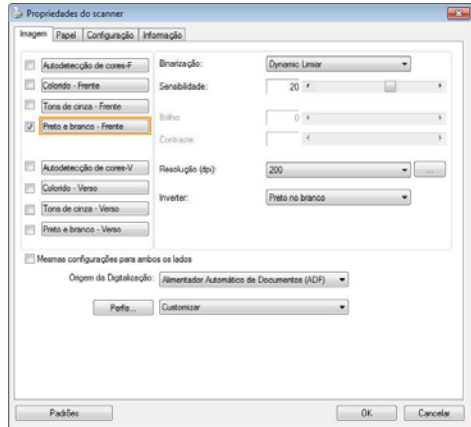 Propriedades do scanner
Imagem Papel Configuração Informação
Autodetecção de cores-F
Colorido - Frente
Tons de cinza - Frente
Preto e branco - Frente
Autodetecção de cores-V
Colorido - Verso
Tons de cinza - Verso
Preto e branco - Verso
Binarização: Dynamic Limiar
Sensibilidade: 20
Brilho: 0
Contraste:
Resolução (dpi): 200 ...
Inverter: Preto no branco
Mesmas configurações para ambos os lados
Origem da Digitalização: Alimentador Automático de Documentos (ADF)
Perfis... Customizar
Padrões OK Cancelar